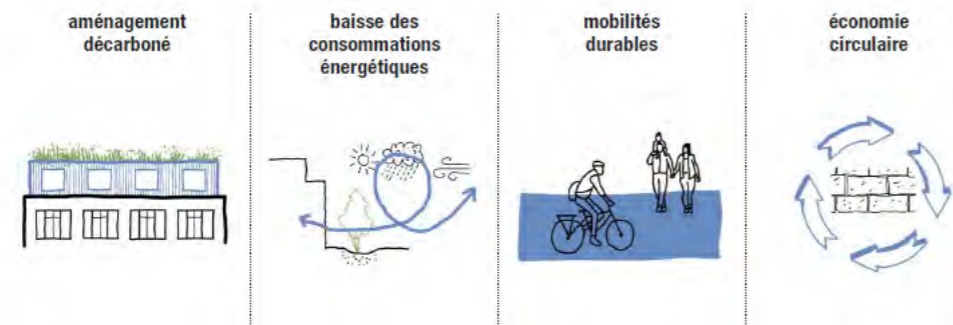 aménagement
décarboné
baisse des
consommations
énergétiques
mobilités
durables
économie
circulaire